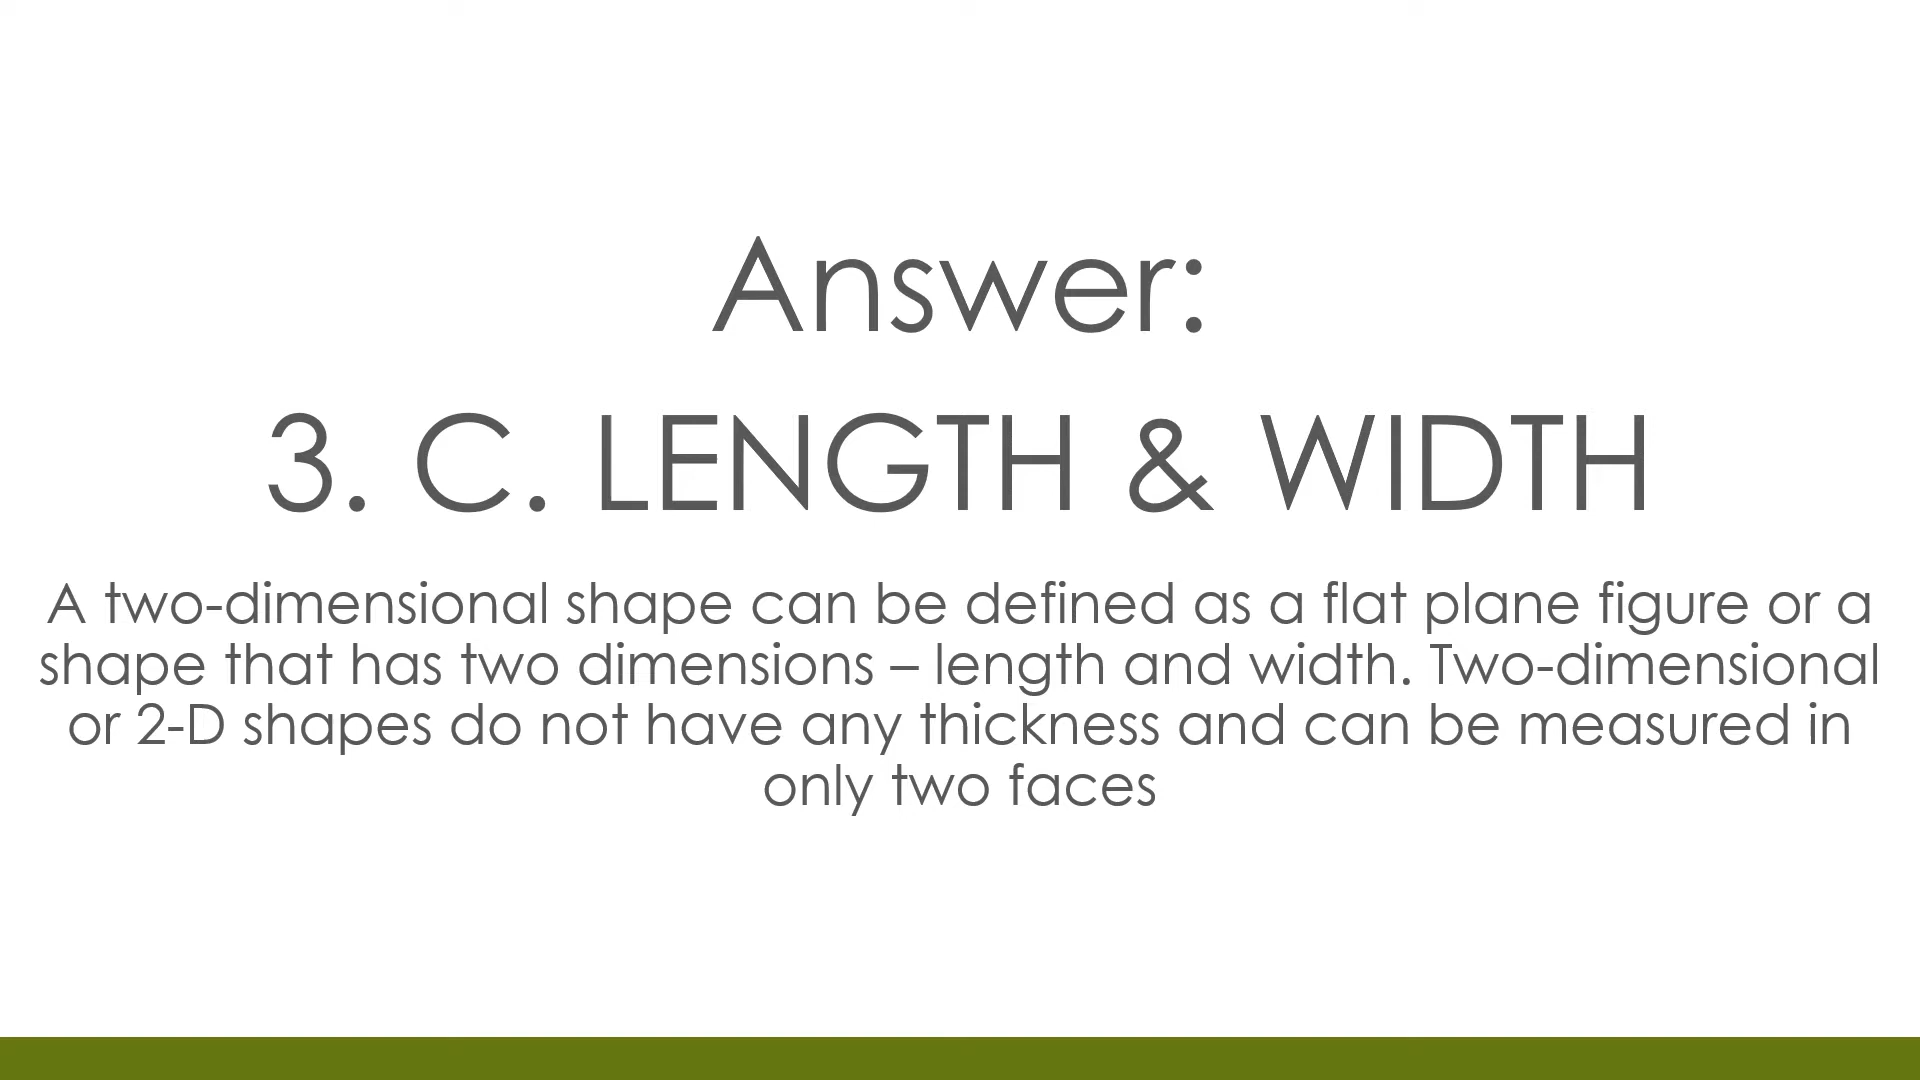 Answer:
3. C. LENGTH & WIDTH
A two-dimensional shape can be defined as a flat plane figure or a
shape that has two dimensions – length and width. Two-dimensional
or 2-D shapes do not have any thickness and can be measured in
only two faces